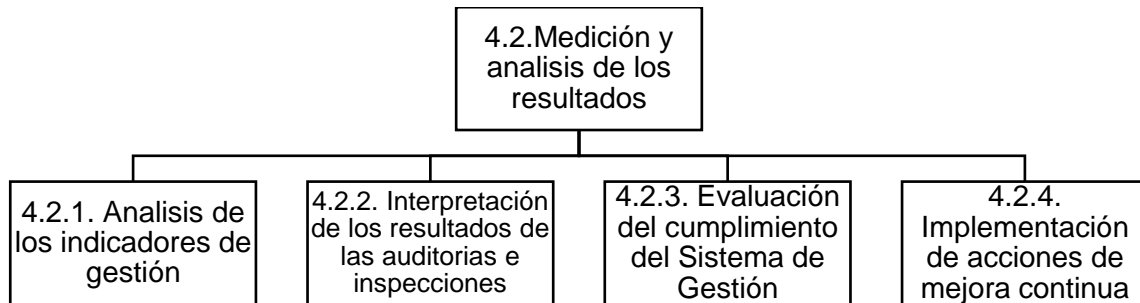 4.2.Medición y
analisis de los
resultados
4.2.1. Analisis de
los indicadores de
gestión
4.2.2. Interpretación
de los resultados de
las auditorias e
inspecciones
4.2.3. Evaluación
del cumplimiento
del Sistema de
Gestión
4.2.4.
Implementación
de acciones de
mejora continua